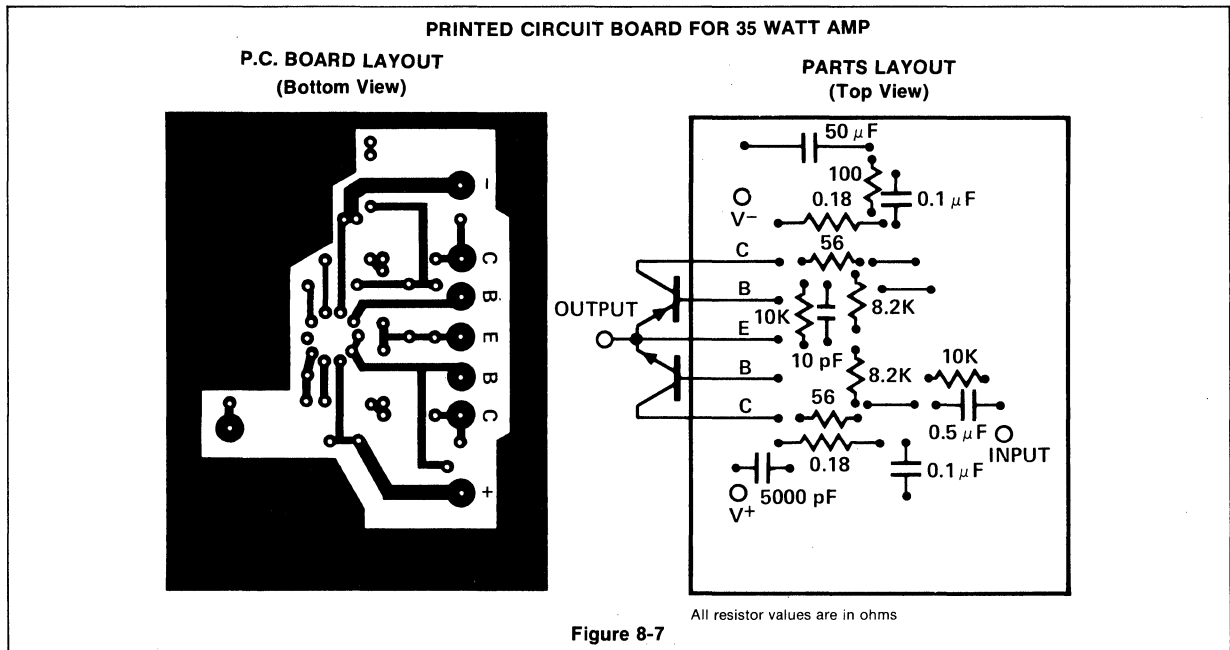 PRINTED CIRCUIT BOARD FOR 35 WATT AMP
P.C. BOARD LAYOUT
(Bottom View)
-
C
B
E
B
C
+
PARTS LAYOUT
(Top View)
50 μF
100
0.18
0.1 μF
V-
56
C
B
OUTPUT
10K
8.2K
E
10 pF
B
8.2K
10K
C
56
0.5 μF
INPUT
0.18
0.1 μF
5000 pF
V+
All resistor values are in ohms
Figure 8-7